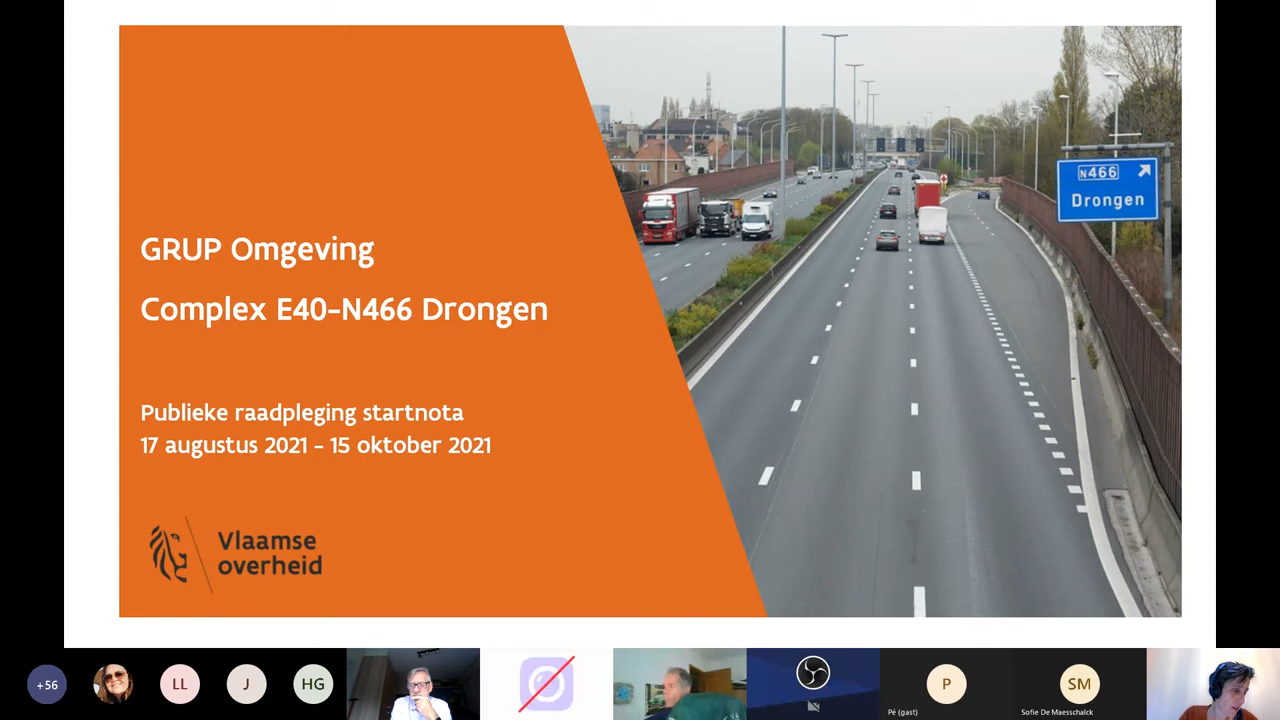 GRUP Omgeving
Complex E40-N466 Drongen
Publieke raadpleging startnota
17 augustus 2021 - 15 oktober 2021
Vlaamse
overheid
N466
Drongen
+56
LL
J
HG
P
SM
Pé (gast)
Sofie De Maesschalck